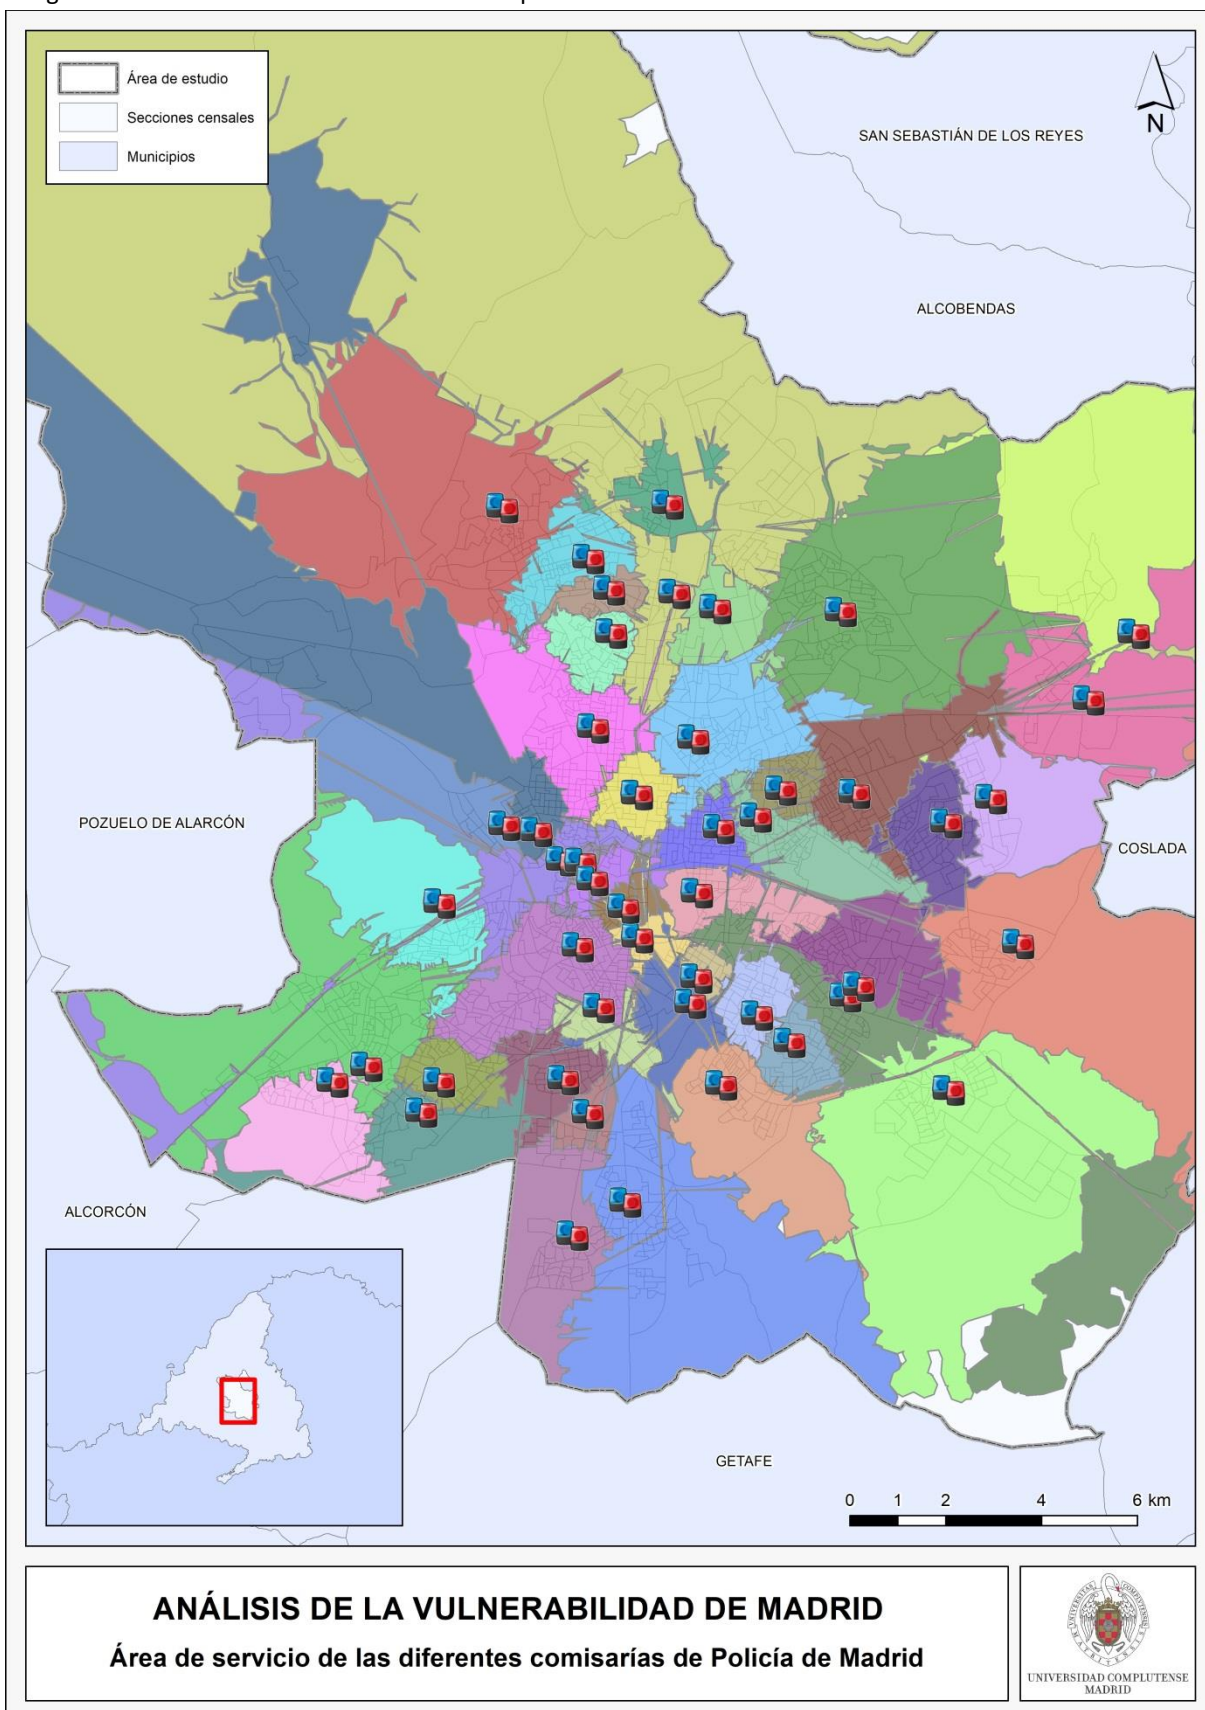 Área de estudio
Secciones censales
Municipios
N
SAN SEBASTIÁN DE LOS REYES
ALCOBENDAS
POZUELO DE ALARCÓN
COSLADA
ALCORCÓN
GETAFE
0 1 2 4 6 km
ANÁLISIS DE LA VULNERABILIDAD DE MADRID
Área de servicio de las diferentes comisarías de Policía de Madrid
UNIVERSIDAD COMPLUTENSE
MADRID